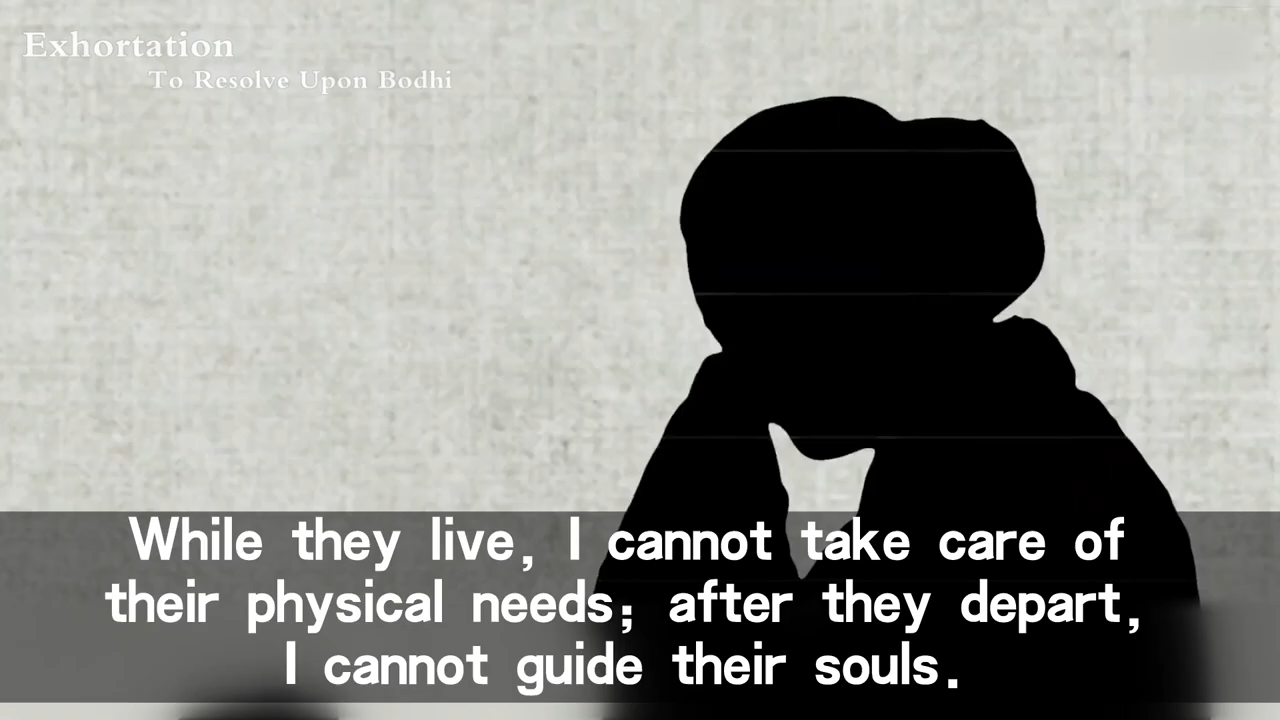 Exhortation
To Resolve Upon Bodhi
While they live, I cannot take care of
their physical needs; after they depart,
I cannot guide their souls.